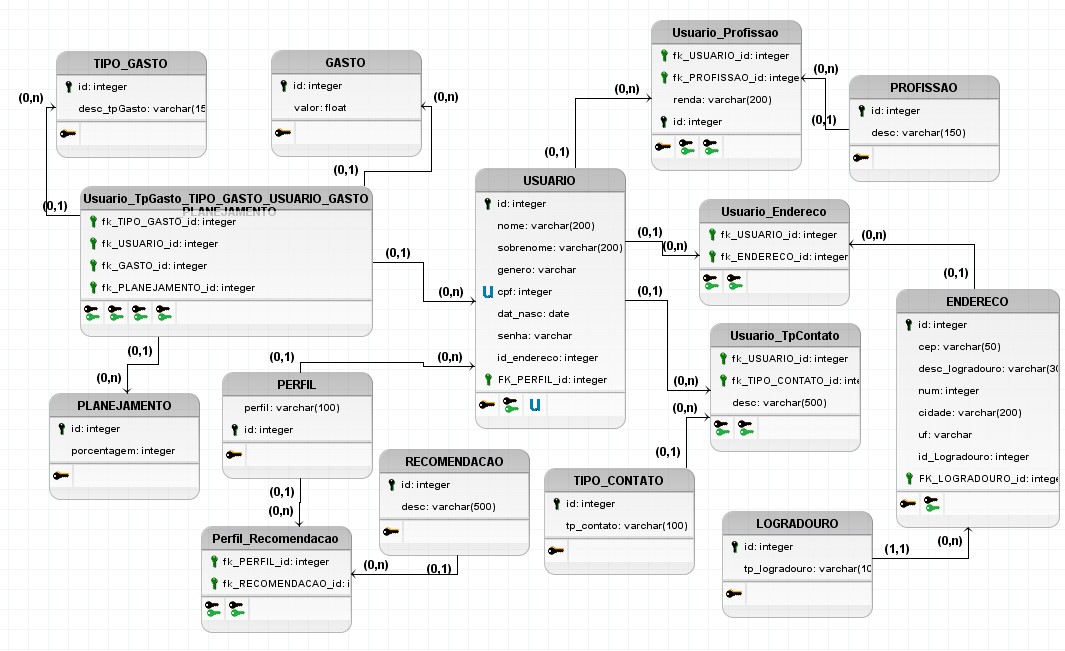 TIPO_GASTO
id: integer
desc_tpGasto: varchar(15
(0,n)
GASTO
id: integer
valor: float
(0,n)
(0,1)
(0,1)
Usuario_TpGasto_TIPO_GASTO_USUARIO_GASTO
PLANEJAMENTO
fk_TIPO_GASTO_id: integer
fk_USUARIO_id: integer
fk_GASTO_id: integer
fk_PLANEJAMENTO_id: integer
(0,1)
(0,n)
(0,1)
(0,n)
PLANEJAMENTO
id: integer
porcentagem: integer
PERFIL
perfil: varchar(100)
id: integer
(0,1)
(0,n)
(0,1)
(0,n)
Perfil_Recomendacao
fk_PERFIL_id: integer
fk_RECOMENDACAO_id: i
(0,n)
(0,1)
RECOMENDACAO
id: integer
desc: varchar(500)
USUARIO
id: integer
nome: varchar(200)
sobrenome: varchar(200)
genero: varchar
U cpf: integer
dat_nasc: date
senha: varchar
id_endereco: integer
FK_PERFIL_id: integer
U
(0,1)
(0,n)
Usuario_Profissao
fk_USUARIO_id: integer
fk_PROFISSAO_id: intege
renda: varchar(200)
id: integer
(0,n)
(0,1)
PROFISSAO
id: integer
desc: varchar(150)
(0,1)
(0,n)
Usuario_Endereco
fk_USUARIO_id: integer
fk_ENDERECO_id: integer
(0,n)
(0,1)
(0,1)
(0,n)
Usuario_TpContato
fk_USUARIO_id: integer
fk_TIPO_CONTATO_id: inte
desc: varchar(500)
(0,n)
(0,1)
TIPO_CONTATO
id: integer
tp_contato: varchar(100)
ENDERECO
id: integer
cep: varchar(50)
desc_logradouro: varchar(30
num: integer
cidade: varchar(200)
uf: varchar
id_Logradouro: integer
FK_LOGRADOURO_id: intege
LOGRADOURO
id: integer
tp_logradouro: varchar(10
(1,1)
(0,n)